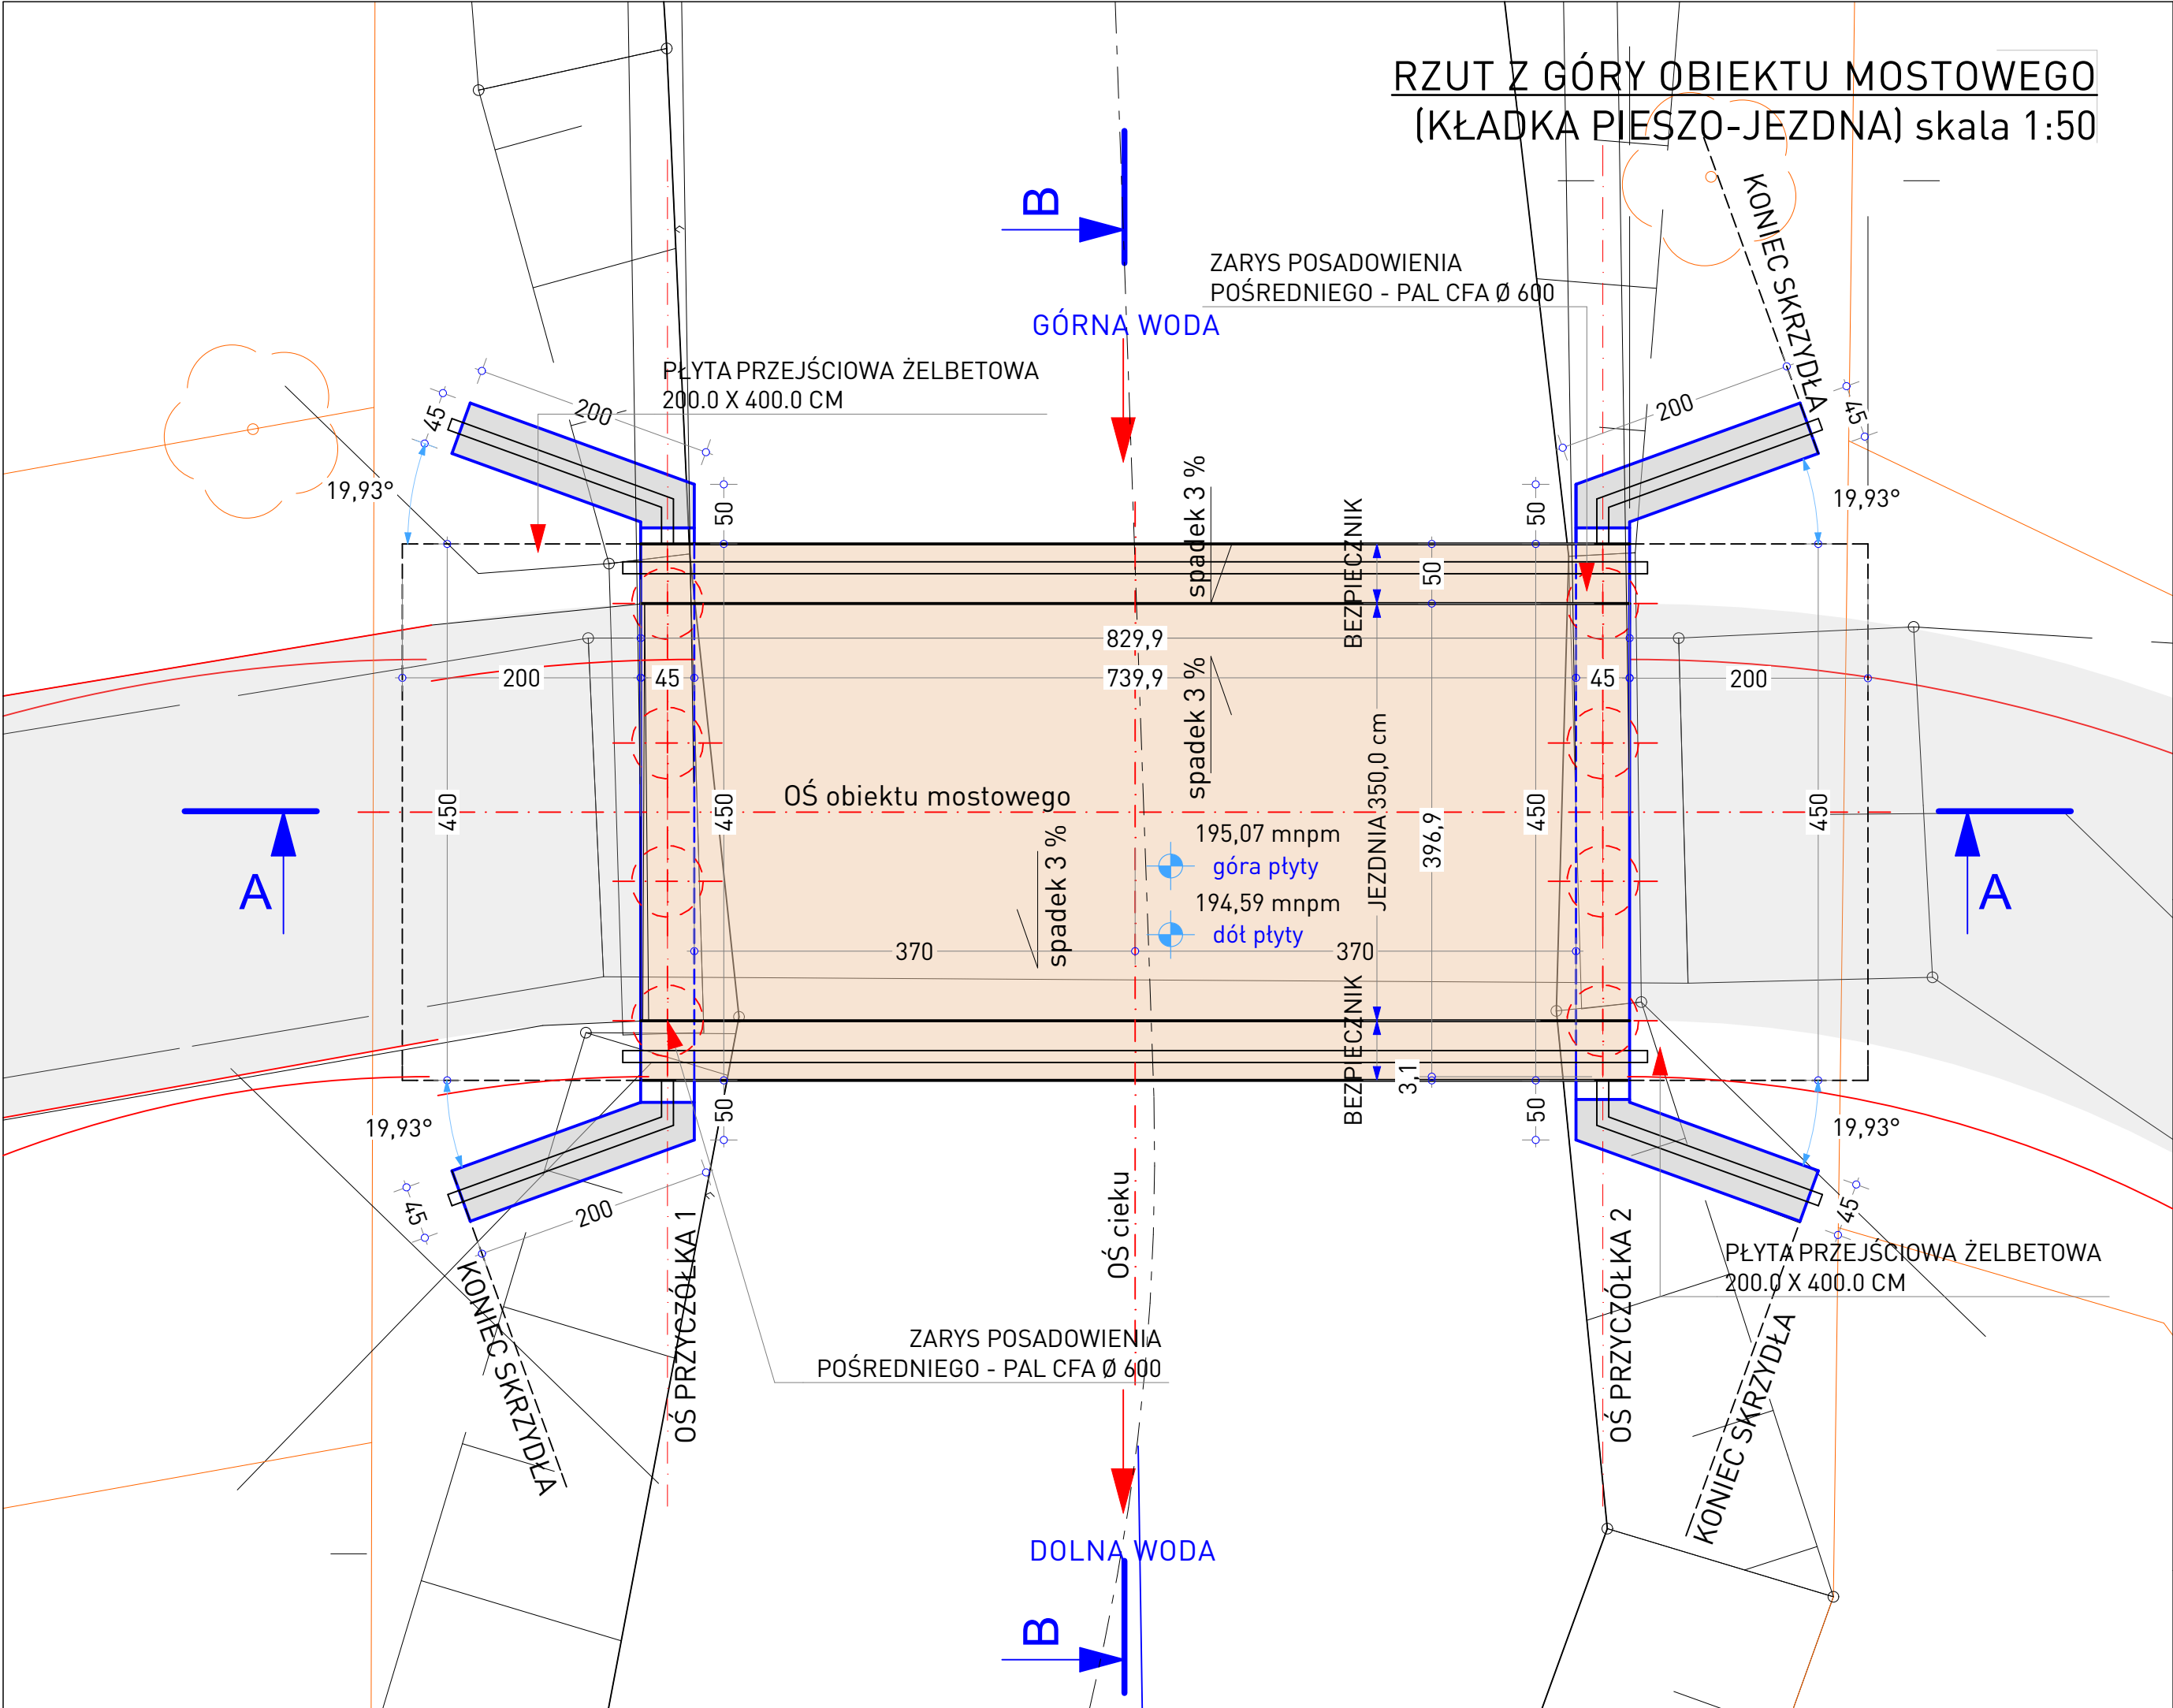 RZUT Z GÓRY OBIEKTU MOSTOWEGO
(KŁADKA PIESZO-JEZDNA) skala 1:50
B
KONIEC SKRZYDŁA
ZARYS POSADOWIENIA
POŚREDNIEGO - PAL CFA Ø 600
GÓRNA WODA
PŁYTA PRZEJŚCIOWA ŻELBETOWA
200.0 X 400.0 CM
200
45
200
45
19,93°
19,93°
50
spadek 3 %
BEZPIECZNIK
50
50
829,9
200
45
739,9
45
200
spadek 3 %
JEZDNIA 350,0 cm
OŚ obiektu mostowego
450
450
396,9
450
450
195,07 mnpm
góra płyty
194,59 mnpm
dół płyty
A
A
spadek 3 %
370
370
BEZPIECZNIK
3,1
50
50
19,93°
19,93°
45
200
45
OŚ cieku
OŚ PRZYCZÓŁKA 1
OŚ PRZYCZÓŁKA 2
PŁYTA PRZEJŚCIOWA ŻELBETOWA
200.0 X 400.0 CM
KONIEC SKRZYDŁA
KONIEC SKRZYDŁA
ZARYS POSADOWIENIA
POŚREDNIEGO - PAL CFA Ø 600
DOLNA WODA
B